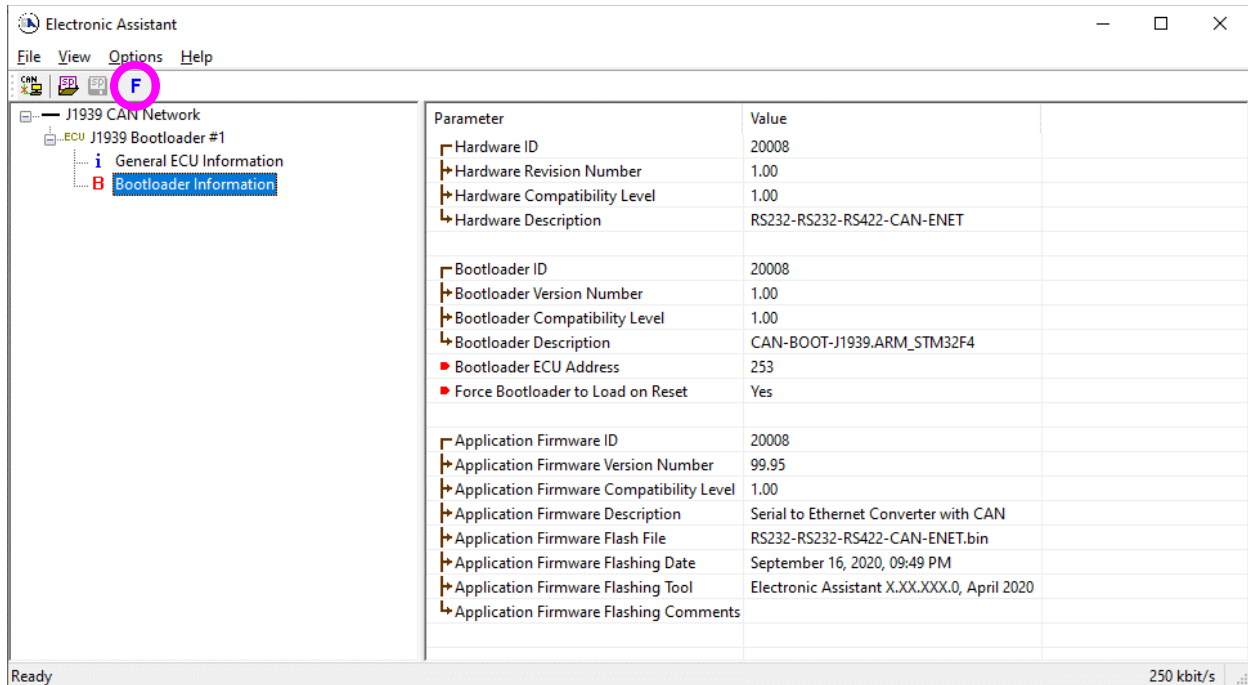 Electronic Assistant
File View Options Help
CAN SP SP F
J1939 CAN Network
ECU J1939 Bootloader #1
i General ECU Information
B Bootloader Information
Parameter Value
Hardware ID 20008
Hardware Revision Number 1.00
Hardware Compatibility Level 1.00
Hardware Description RS232-RS232-RS422-CAN-ENET
Bootloader ID 20008
Bootloader Version Number 1.00
Bootloader Compatibility Level 1.00
Bootloader Description CAN-BOOT-J1939.ARM_STM32F4
Bootloader ECU Address 253
Force Bootloader to Load on Reset Yes
Application Firmware ID 20008
Application Firmware Version Number 99.95
Application Firmware Compatibility Level 1.00
Application Firmware Description Serial to Ethernet Converter with CAN
Application Firmware Flash File RS232-RS232-RS422-CAN-ENET.bin
Application Firmware Flashing Date September 16, 2020, 09:49 PM
Application Firmware Flashing Tool Electronic Assistant X.XX.XXX.0, April 2020
Application Firmware Flashing Comments
Ready 250 kbit/s